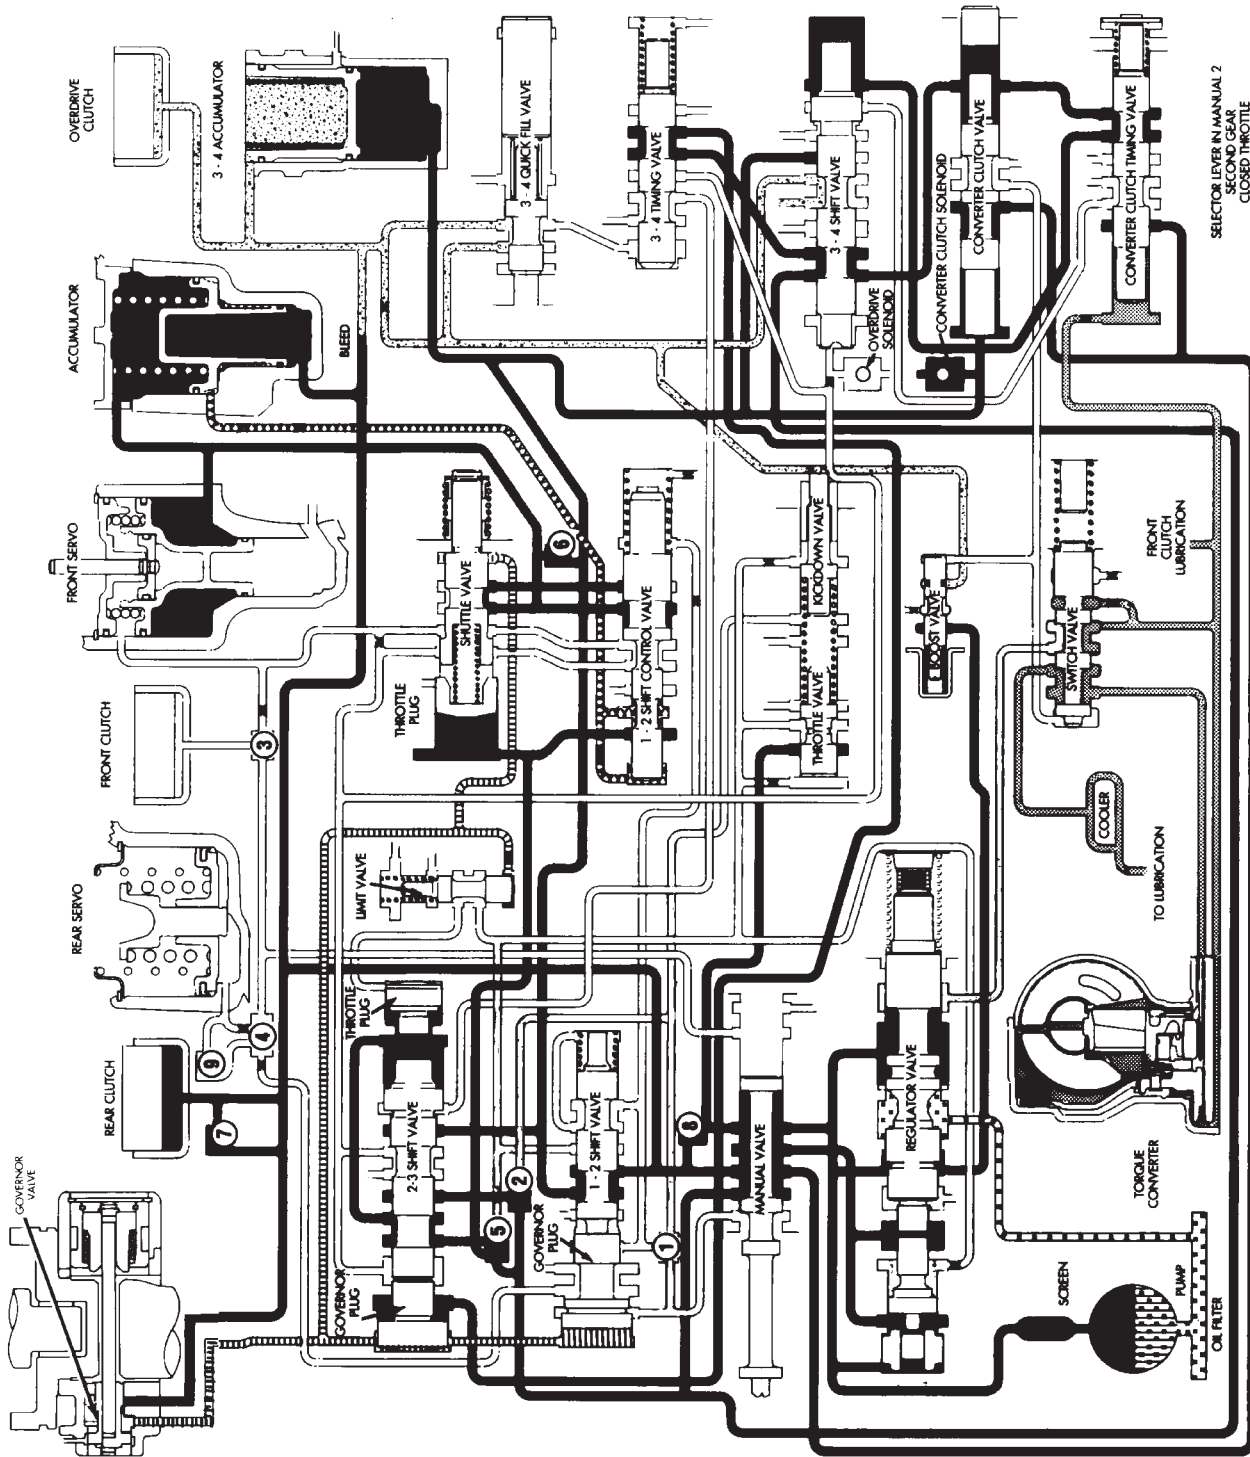 OVERDRIVE
CLUTCH
3 - 4 ACCUMULATOR
3 - 4 QUICK FILL VALVE
3 - 4 TIMING VALVE
3 - 4 SHIFT VALVE
OVERDRIVE
SOLENOID
CONVERTER CLUTCH SOLENOID
CONVERTER CLUTCH VALVE
CONVERTER CLUTCH TIMING VALVE
SELECTOR LEVER IN MANUAL 2
SECOND GEAR
CLOSED THROTTLE
ACCUMULATOR
BLEED
FRONT SERVO
SHUTTLE VALVE
6
THROTTLE
PLUG
1 - 2 SHIFT CONTROL VALVE
KICKDOWN VALVE
THROTTLE VALVE
BOOST VALVE
SWITCH VALVE
FRONT
CLUTCH
LUBRICATION
FRONT CLUTCH
3
COOLER
TO LUBRICATION
REAR SERVO
LIMIT VALVE
4
9
REAR CLUTCH
7
THROTTLE
PLUG
2-3 SHIFT VALVE
GOVERNOR
PLUG
5
2
1 - 2 SHIFT VALVE
GOVERNOR
PLUG
1
8
MANUAL VALVE
REGULATOR VALVE
TORQUE
CONVERTER
SCREEN
PUMP
OIL FILTER
GOVERNOR
VALVE